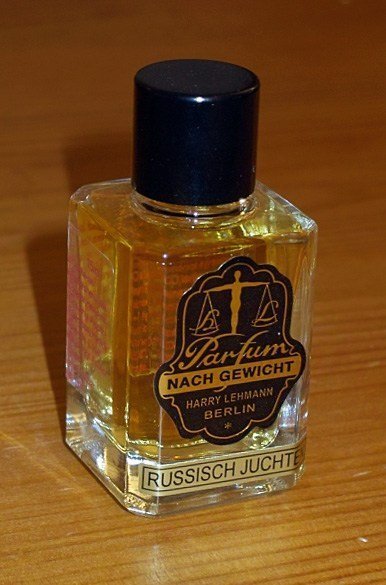 Parfum
NACH GEWICHT
HARRY LEHMANN
BERLIN
*
RUSSISCH JUCHTE